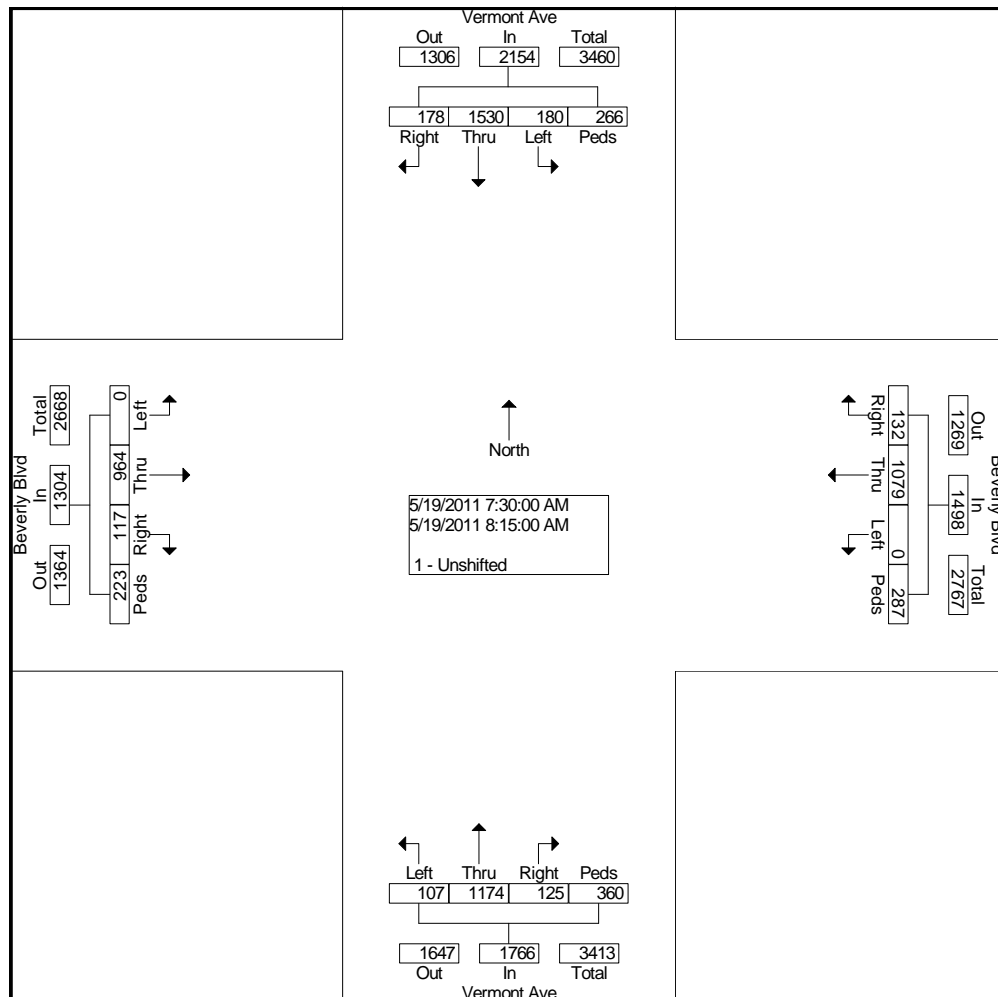 Vermont Ave
Out In Total
1306 2154 3460
178 1530 180 266
Right Thru Left Peds
Beverly Blvd
Total In Out
2668 1304 1364
0 964 117 223
Left Thru Right Peds
North
5/19/2011 7:30:00 AM
5/19/2011 8:15:00 AM
1 - Unshifted
Right Thru Left Peds
132 1079 0 287
Out In Total
1269 1498 2767
Beverly Blvd
Left Thru Right Peds
107 1174 125 360
1647 1766 3413
Out In Total
Vermont Ave